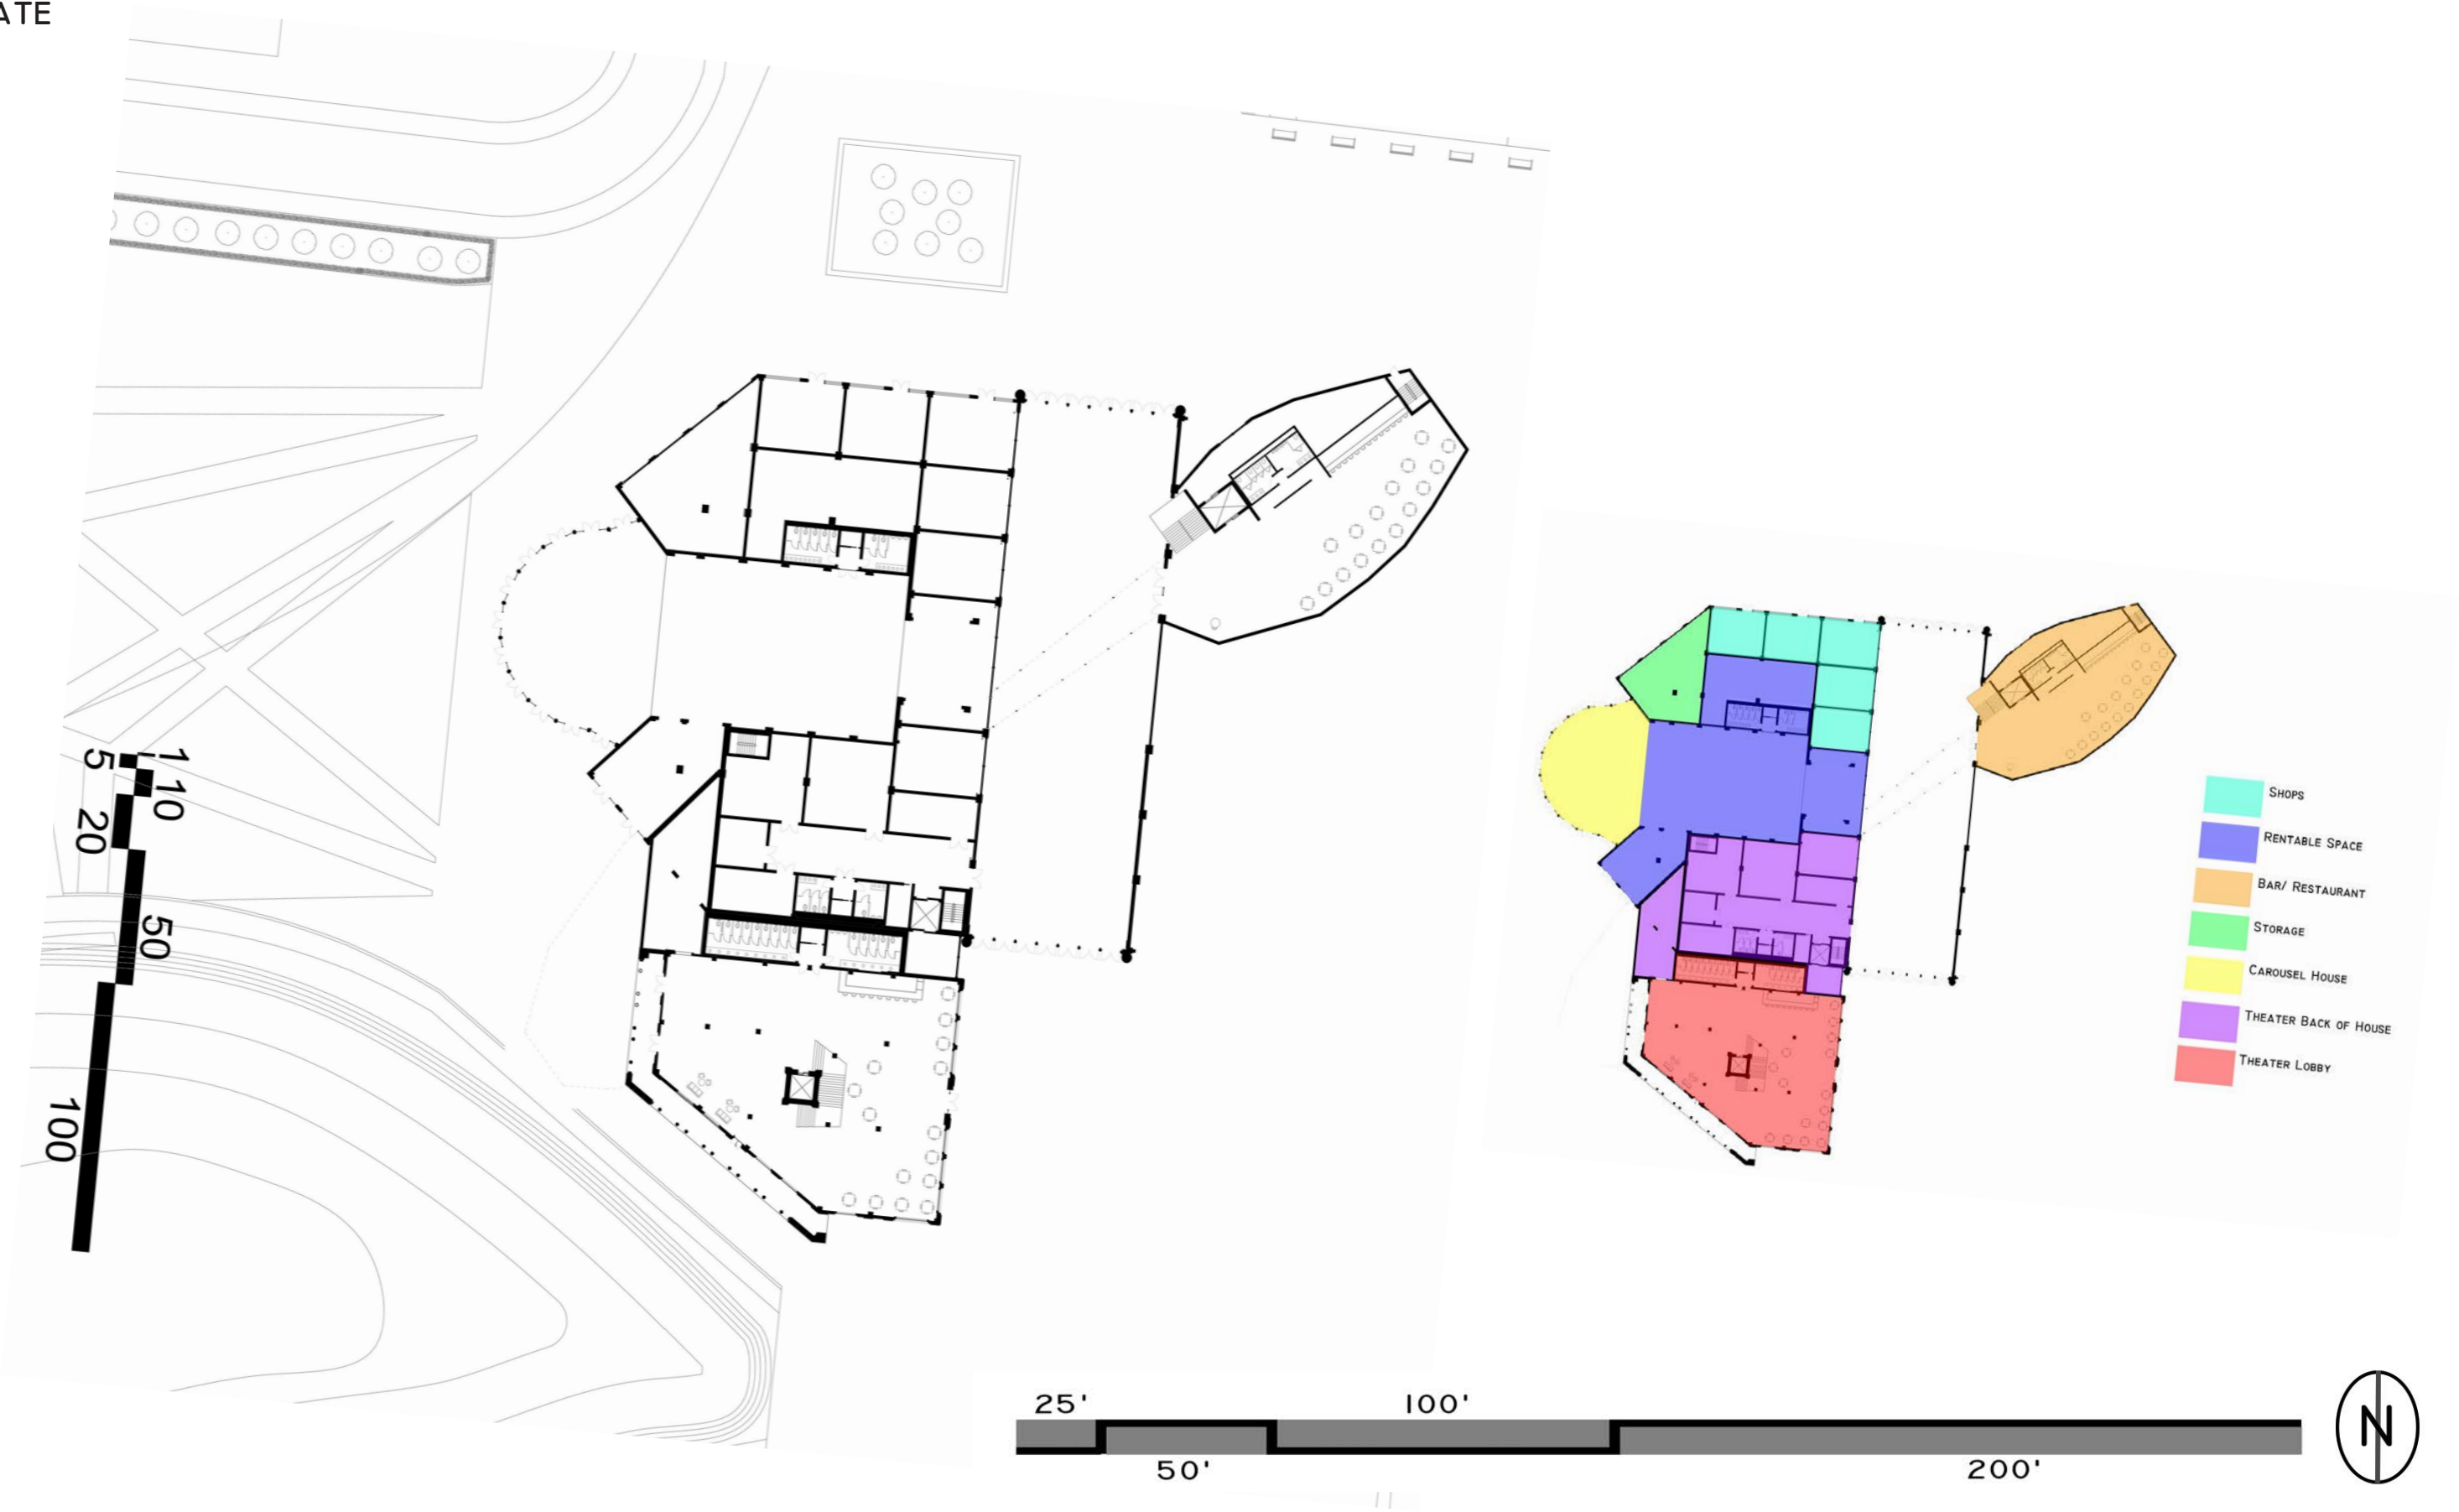 ATE
1
5
10
20
50
100
SHOPS
RENTABLE SPACE
BAR/ RESTAURANT
STORAGE
CAROUSEL HOUSE
THEATER BACK OF HOUSE
THEATER LOBBY
25'
100'
50'
200'
N